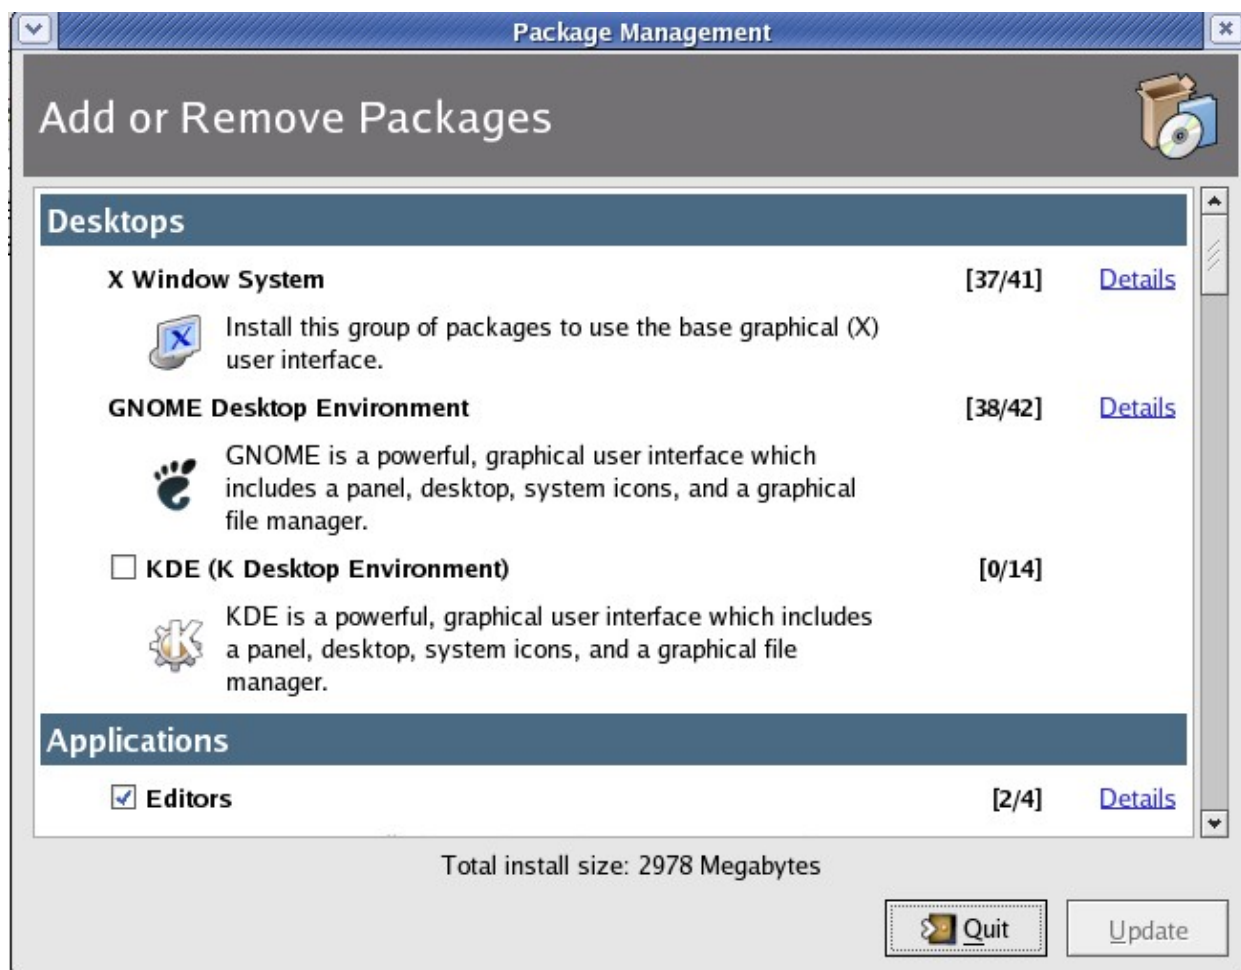 Package Management
Add or Remove Packages
Desktops
X Window System [37/41] Details
Install this group of packages to use the base graphical (X)
user interface.
GNOME Desktop Environment [38/42] Details
GNOME is a powerful, graphical user interface which
includes a panel, desktop, system icons, and a graphical
file manager.
KDE (K Desktop Environment) [0/14]
KDE is a powerful, graphical user interface which includes
a panel, desktop, system icons, and a graphical file
manager.
Applications
Editors [2/4] Details
Total install size: 2978 Megabytes
Quit Update